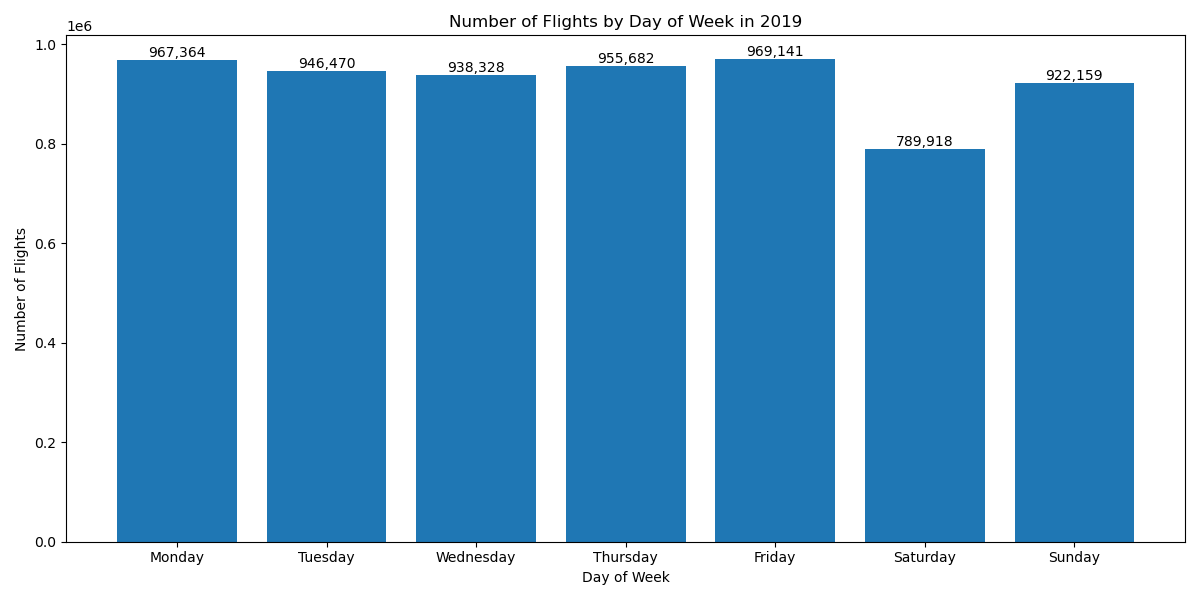 Number of Flights by Day of Week in 2019
1e6
1.0
0.8
0.6
0.4
0.2
0.0
Number of Flights
967,364
946,470
938,328
955,682
969,141
789,918
922,159
Monday
Tuesday
Wednesday
Thursday
Friday
Saturday
Sunday
Day of Week